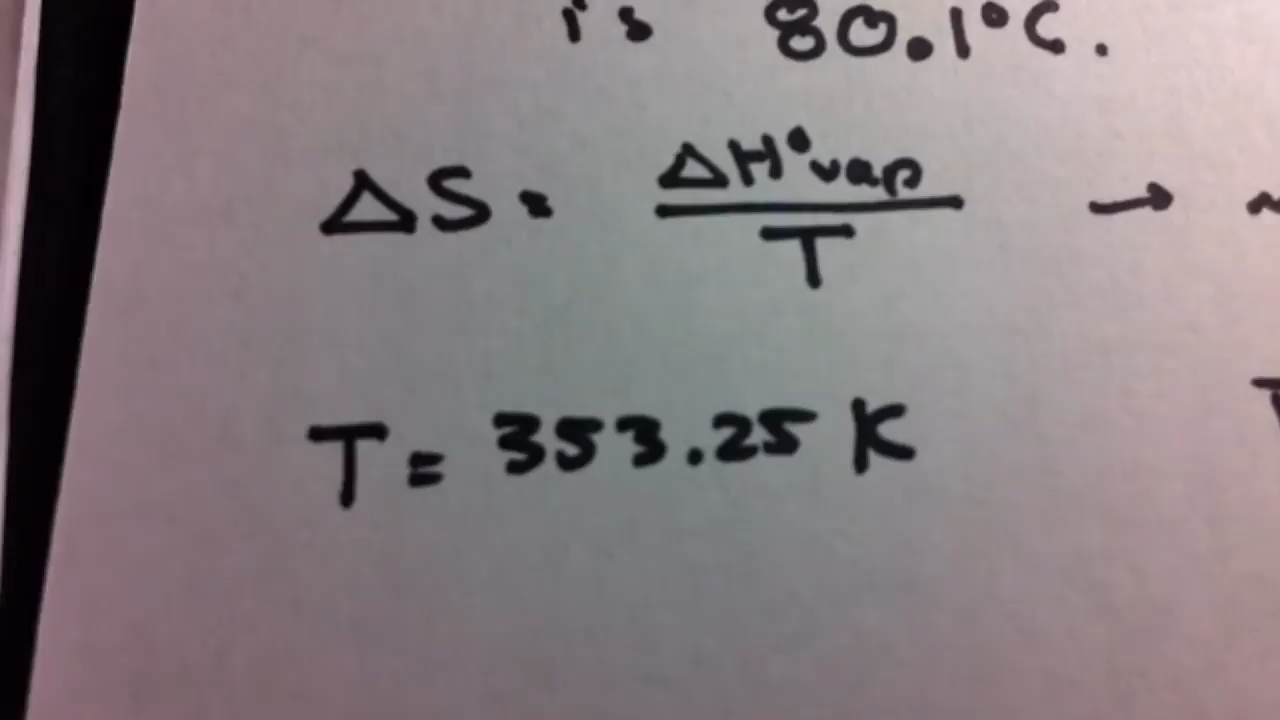 is 80.1°C.
ΔS = ΔH°vap / T →
T = 353.25 K